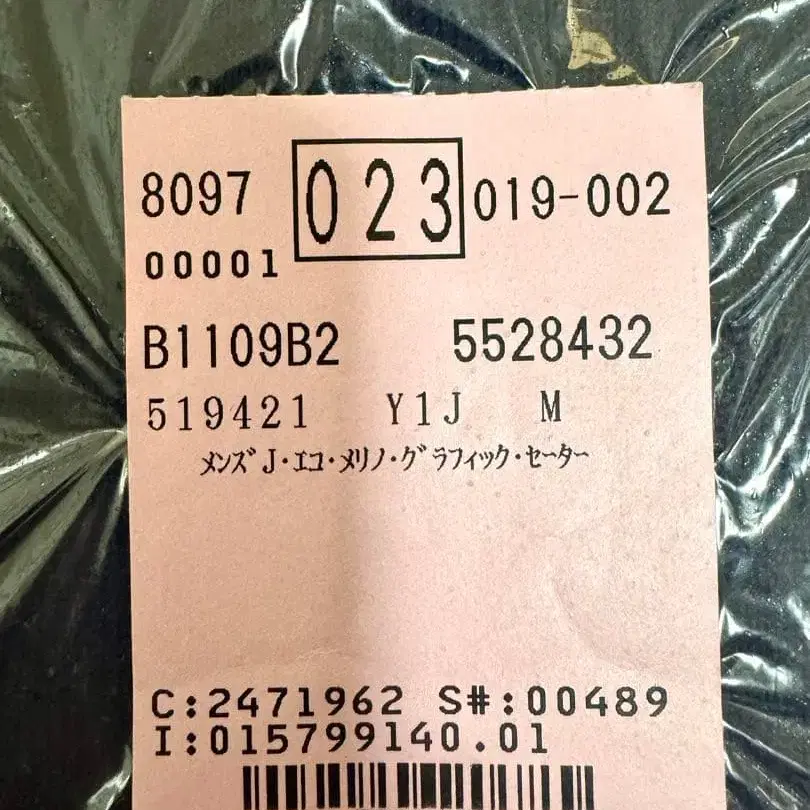 8097 023 019-002
00001
B1109B2 5528432
519421 Y1J M
ﾒﾝｽﾞJ･ｴｺ･ﾒﾘﾉ･ｸﾞﾗﾌｨｯｸ･ｾｰﾀｰ
C:2471962 S#:00489
I:015799140.01